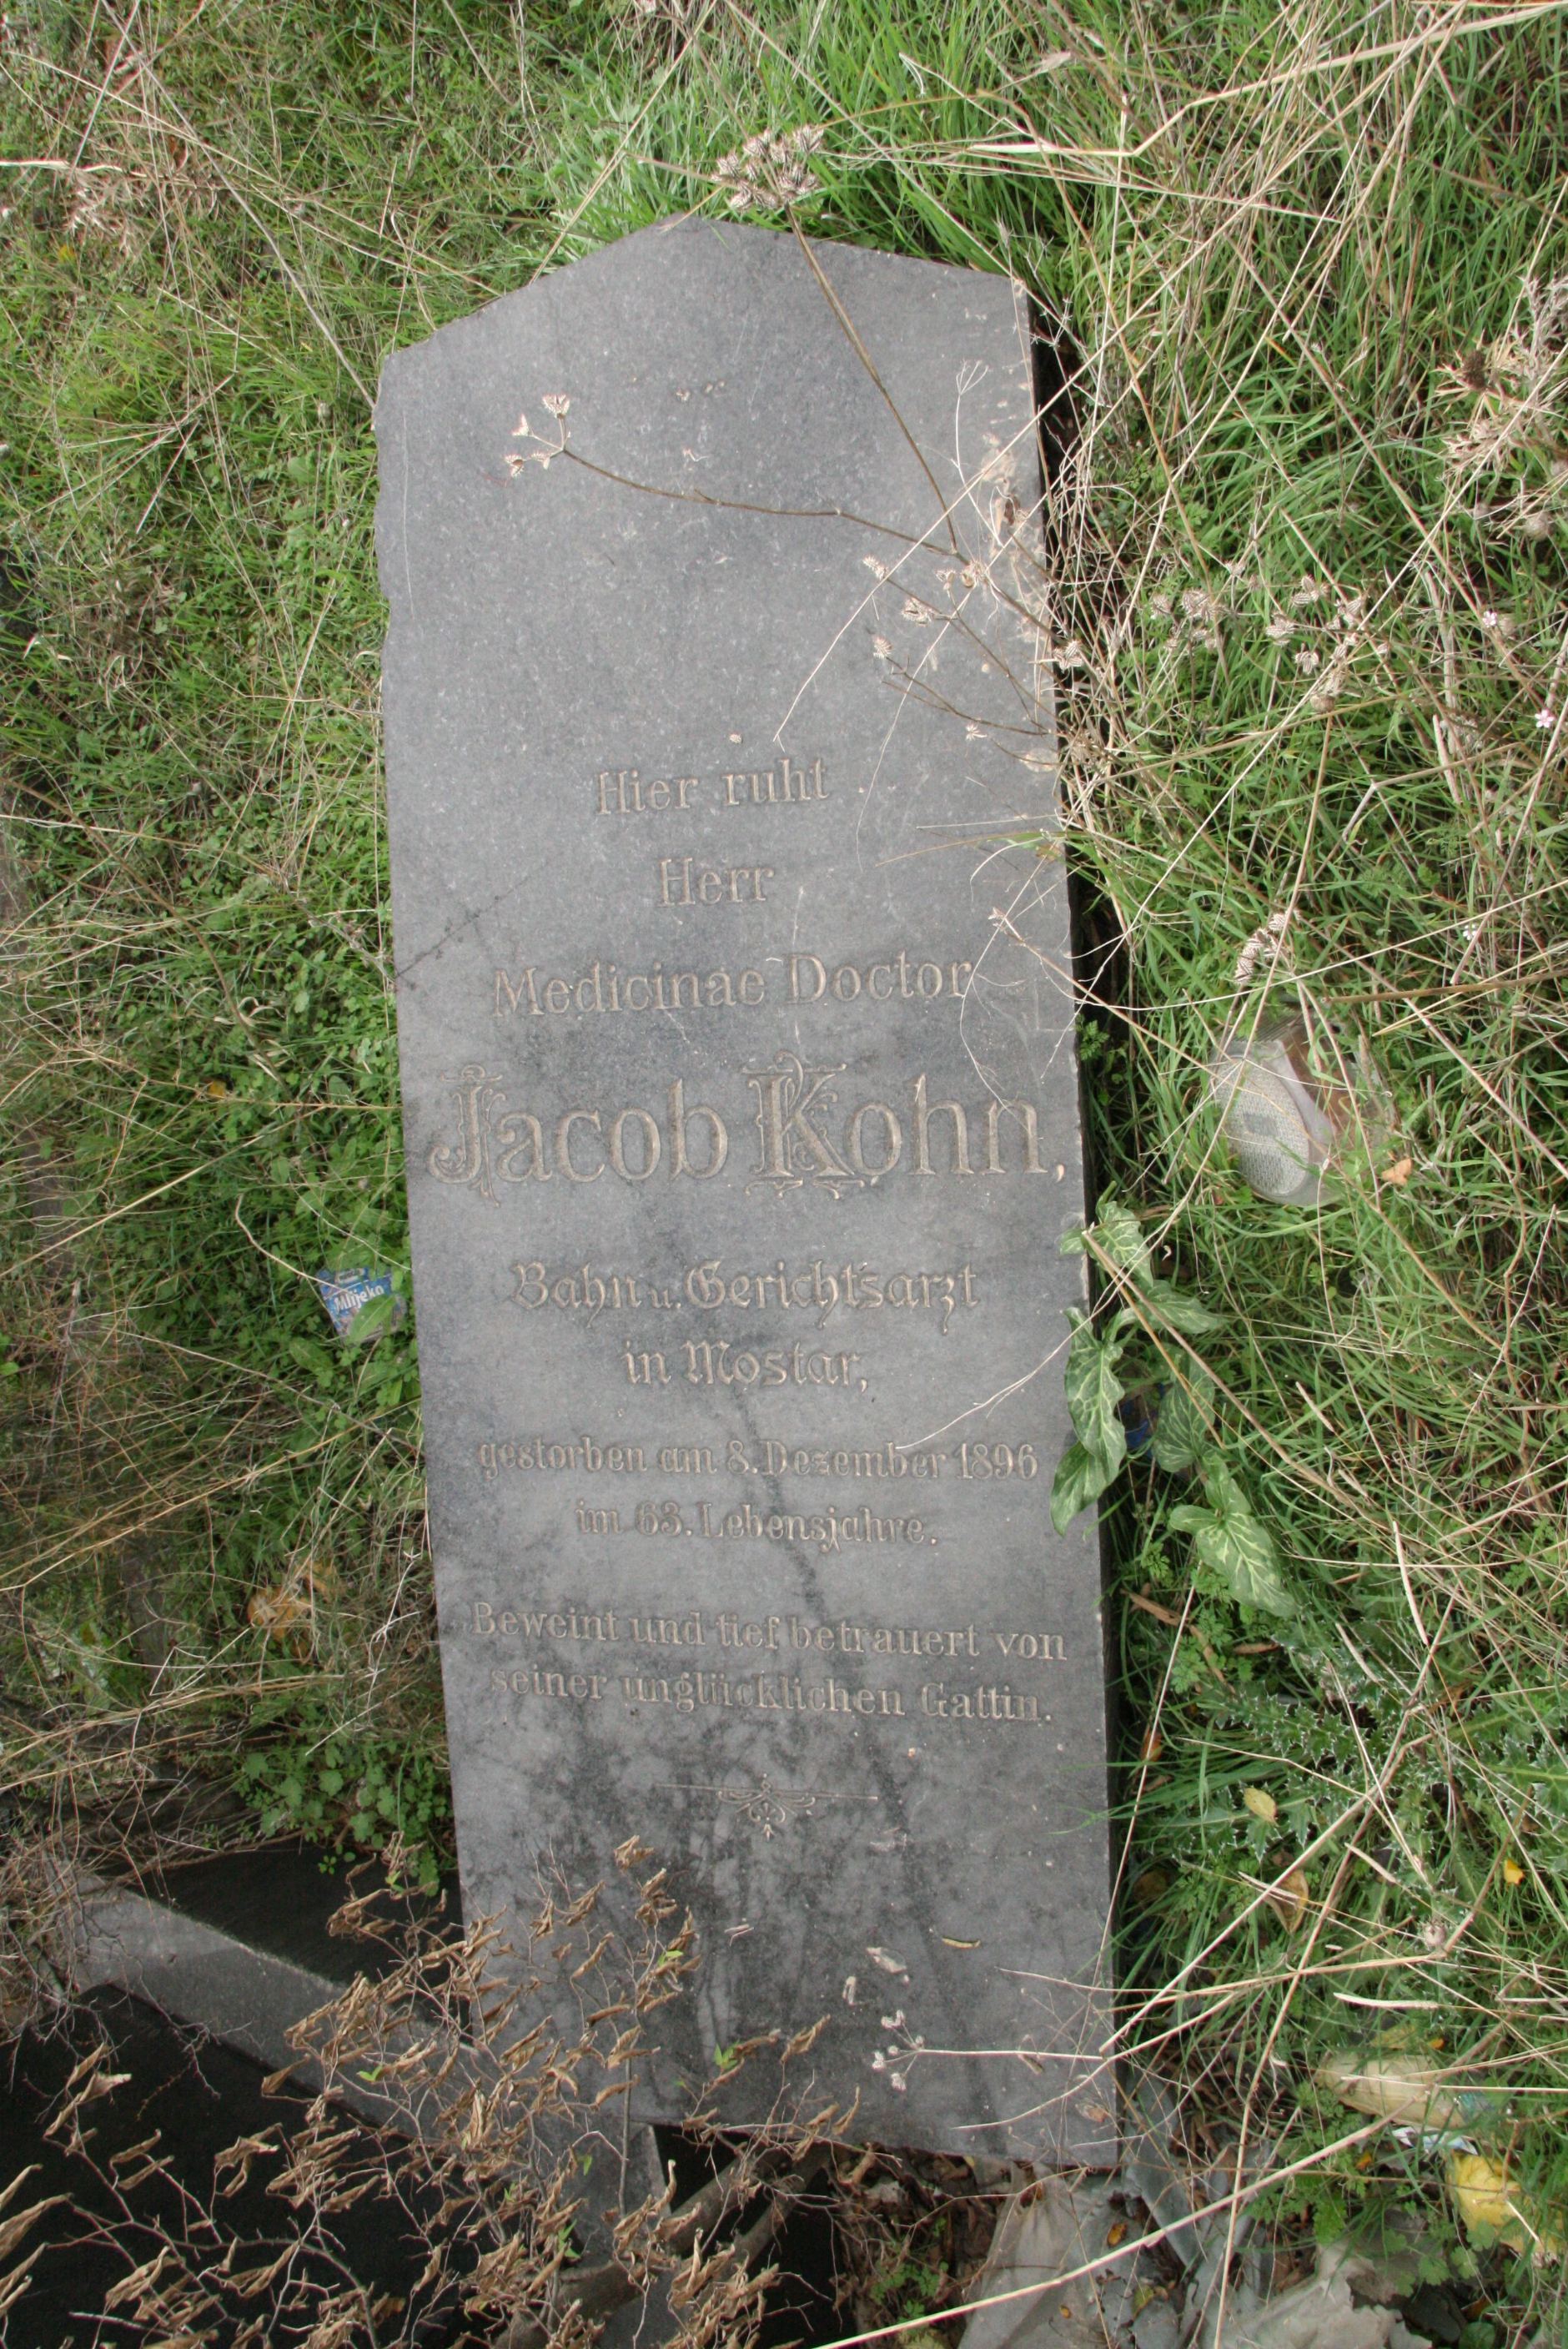 Hier ruht
Herr
Medicinae Doctor
Jacob Kohn,
Bahn u. Gerichtsarzt
in Mostar,
gestorben am 8. Dezember 1896
im 63. Lebensjahre.
Beweint und tief betrauert von
seiner unglücklichen Gattin.
Mlijeko